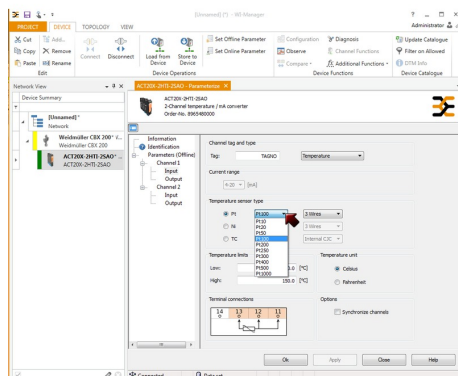 [Unnamed] (*) - WI-Manager
PROJECT DEVICE TOPOLOGY VIEW Administrator
Cut Add... Set Offline Parameter Configuration Diagnosis Update Catalogue
Copy Remove Connect Disconnect Load from Device Store to Device Set Online Parameter Observe Channel Functions Filter on Allowed
Paste Rename Compare Additional Functions DTM Info
Edit Device Operations Device Functions Device Catalogue
Network View
Device Summary
[Unnamed]*
Network
Weidmüller CBX 200*
Weidmüller CBX 200
ACT20X-2HTI-2SAO* ...
ACT20X-2HTI-2SAO
ACT20X-2HTI-2SAO - Parameterize
ACT20X-2HTI-2SAO
2-Channel temperature / mA converter
Order-No. 8965480000
Information
Identification
Parameters (Offline)
Channel 1
Input
Output
Channel 2
Input
Output
Channel tag and type
Tag: TAGNO Temperature
Current range
4-20 [mA]
Temperature sensor type
Pt Pt100 3 Wires
Ni 3 Wires
TC Internal CJC
Pt10
Pt20
Pt50
Pt100
Pt200
Pt250
Pt300
Pt400
Pt500
Pt1000
Temperature limits Temperature unit
Low: [°C] Celsius
High: 150.0 [°C] Fahrenheit
Terminal connections Options
14 13 12 11 Synchronize channels
Ok Apply Close Help
Connected Data set